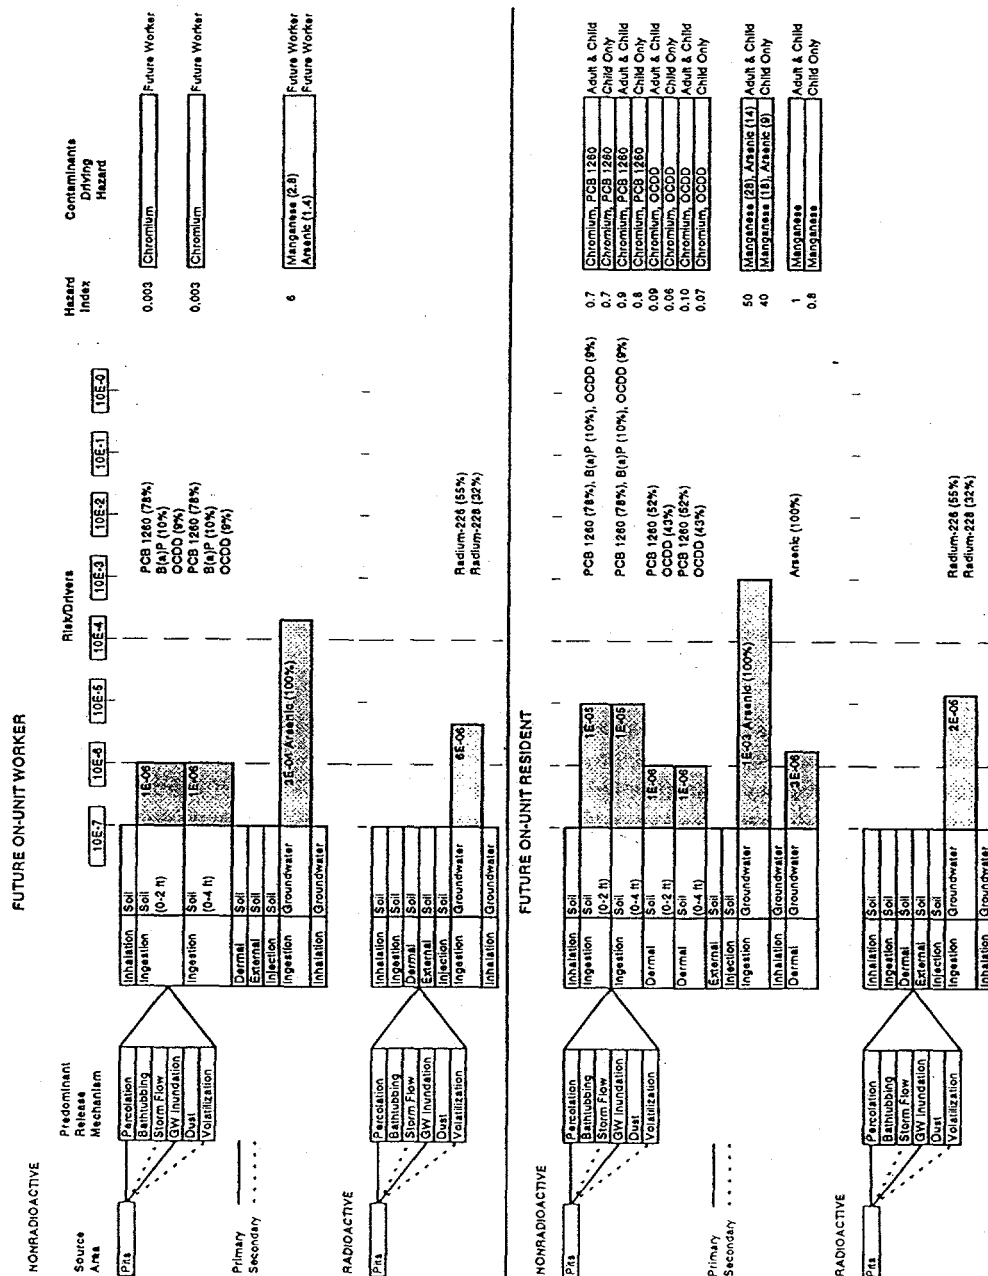 FUTURE ON-UNIT WORKER
NONRADIOACTIVE
Source Area
Predominant Release Mechanism
Risk/Drivers
Hazard Index
Contaminants Driving Hazard
10E-7
10E-6
10E-5
10E-4
10E-3
10E-2
10E-1
10E-0
Pits
Percolation
Bathtubbing
Storm Flow
GW Inundation
Dust
Volatilization
Inhalation Soil
Ingestion Soil (0-2 ft) 1E-06 PCB 1260 (78%) B(a)P (10%) OCDD (9%) 0.003 Chromium Future Worker
Ingestion Soil (0-4 ft) 1E-06 PCB 1260 (78%) B(a)P (10%) OCDD (9%) 0.003 Chromium Future Worker
Dermal Soil
External Soil
Injection Soil
Ingestion Groundwater 2E-04 Arsenic (100%) 6 Manganese (2.8) Future Worker
Arsenic (1.4) Future Worker
Inhalation Groundwater
Primary
Secondary
RADIOACTIVE
Pits
Percolation
Bathtubbing
Storm Flow
GW Inundation
Dust
Volatilization
Inhalation Soil
Ingestion Soil
Dermal Soil
External Soil
Injection Soil
Ingestion Groundwater 6E-06 Radium-226 (55%)
Radium-228 (32%)
Inhalation Groundwater
FUTURE ON-UNIT RESIDENT
NONRADIOACTIVE
Pits
Percolation
Bathtubbing
Storm Flow
GW Inundation
Dust
Volatilization
Inhalation Soil
Ingestion Soil (0-2 ft) 1E-05 PCB 1260 (78%), B(a)P (10%), OCDD (9%) 0.7 Chromium, PCB 1260 Adult & Child
0.7 Chromium, PCB 1260 Child Only
Ingestion Soil (0-4 ft) 1E-05 PCB 1260 (78%), B(a)P (10%), OCDD (9%) 0.9 Chromium, PCB 1260 Adult & Child
0.8 Chromium, PCB 1260 Child Only
Dermal Soil (0-2 ft) 1E-06 PCB 1260 (52%) 0.09 Chromium, OCDD Adult & Child
OCDD (43%) 0.06 Chromium, OCDD Child Only
Dermal Soil (0-4 ft) 1E-06 PCB 1260 (52%) 0.10 Chromium, OCDD Adult & Child
OCDD (43%) 0.07 Chromium, OCDD Child Only
External Soil
Injection Soil
Ingestion Groundwater 1E-03 Arsenic (100%) 50 Manganese (28), Arsenic (14) Adult & Child
40 Manganese (18), Arsenic (9) Child Only
Inhalation Groundwater
Dermal Groundwater 2E-06 Arsenic (100%) 1 Manganese Adult & Child
0.8 Manganese Child Only
Primary
Secondary
RADIOACTIVE
Pits
Percolation
Bathtubbing
Storm Flow
GW Inundation
Dust
Volatilization
Inhalation Soil
Ingestion Soil
Dermal Soil
External Soil
Injection Soil
Ingestion Groundwater 2E-05 Radium-226 (55%)
Radium-228 (32%)
Inhalation Groundwater